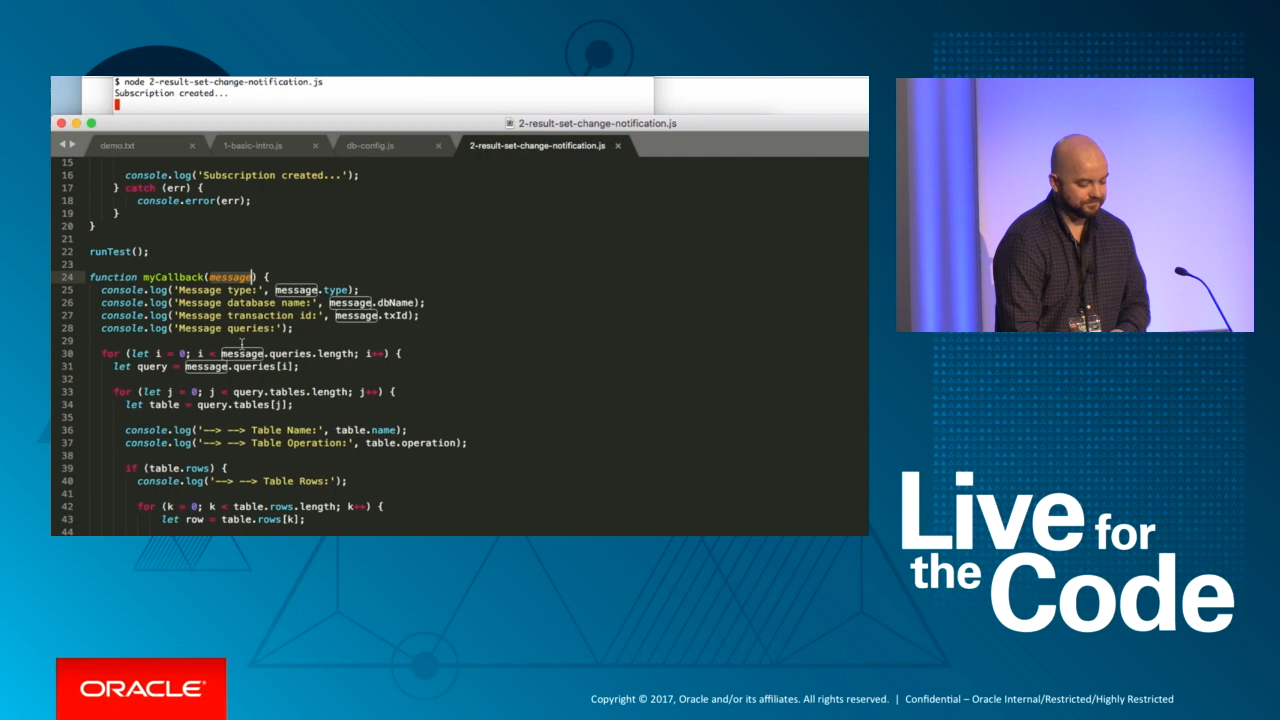 $ node 2-result-set-change-notification.js
Subscription created...
2-result-set-change-notification.js
demo.txt × 1-basic-intro.js × db-config.js × 2-result-set-change-notification.js ×
15
16 console.log('Subscription created...');
17 } catch (err) {
18 console.error(err);
19 }
20 }
21
22 runTest();
23
24 function myCallback(message) {
25 console.log('Message type:', message.type);
26 console.log('Message database name:', message.dbName);
27 console.log('Message transaction id:', message.txId);
28 console.log('Message queries:');
29
30 for (let i = 0; i < message.queries.length; i++) {
31 let query = message.queries[i];
32
33 for (let j = 0; j < query.tables.length; j++) {
34 let table = query.tables[j];
35
36 console.log('--> --> Table Name:', table.name);
37 console.log('--> --> Table Operation:', table.operation);
38
39 if (table.rows) {
40 console.log('--> --> Table Rows:');
41
42 for (k = 0; k < table.rows.length; k++) {
43 let row = table.rows[k];
44
Live for
the Code
ORACLE®
Copyright © 2017, Oracle and/or its affiliates. All rights reserved. | Confidential – Oracle Internal/Restricted/Highly Restricted